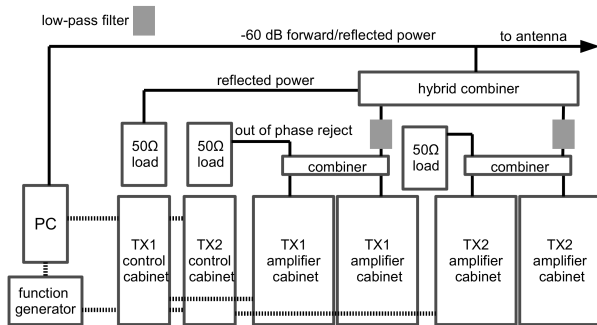 low-pass filter
-60 dB forward/reflected power
to antenna
reflected power
hybrid combiner
50Ω
load
50Ω
load
out of phase reject
combiner
50Ω
load
combiner
PC
TX1
control
cabinet
TX2
control
cabinet
TX1
amplifier
cabinet
TX1
amplifier
cabinet
TX2
amplifier
cabinet
TX2
amplifier
cabinet
function
generator